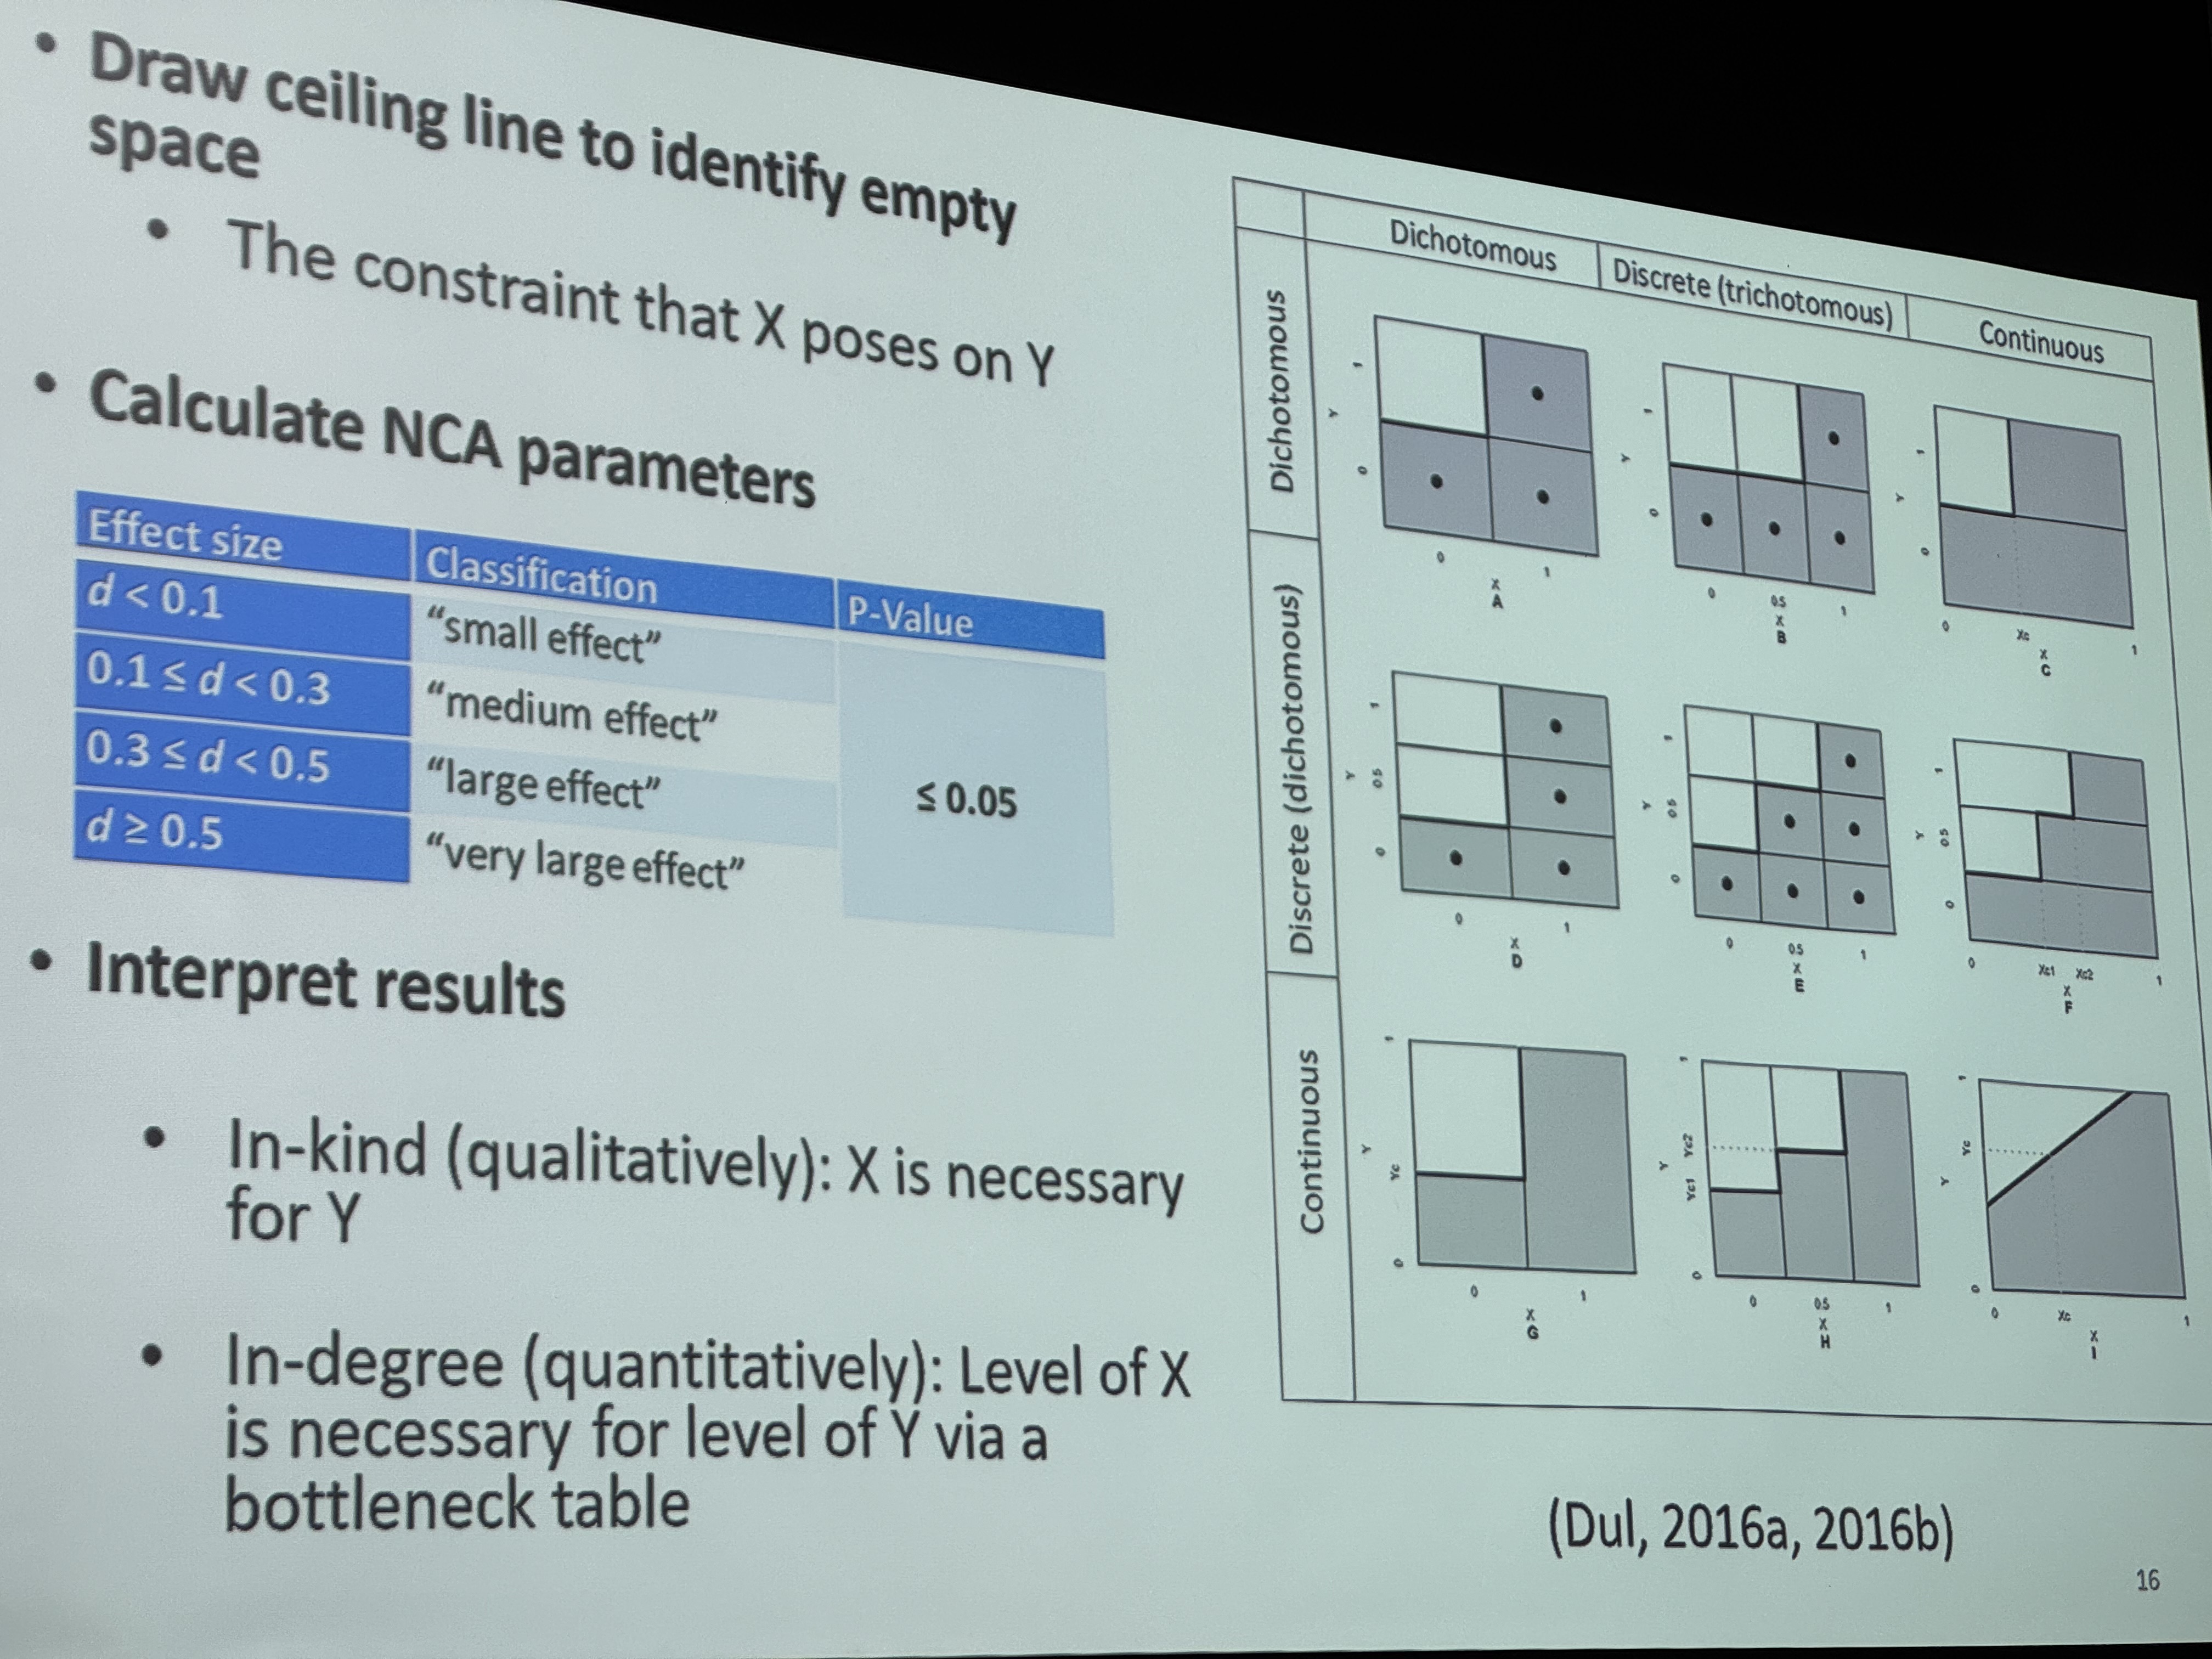 • Draw ceiling line to identify empty
space
• The constraint that X poses on Y
• Calculate NCA parameters
Effect size Classification P-Value
d < 0.1 “small effect”
0.1 ≤ d < 0.3 “medium effect”
0.3 ≤ d < 0.5 “large effect”
d ≥ 0.5 “very large effect”
≤ 0.05
• Interpret results
• In-kind (qualitatively): X is necessary
for Y
• In-degree (quantitatively): Level of X
is necessary for level of Y via a
bottleneck table
Dichotomous Discrete (trichotomous) Continuous
Dichotomous
1
Y
0
0 1
X
A
1
Y
0
0 0.5 1
X
B
1
Y
0
0 Xc 1
X
C
Discrete (dichotomous)
1
Y 0.5
0
0 1
X
D
1
Y 0.5
0
0 0.5 1
X
E
1
Y 0.5
0
0 Xc1 Xc2 1
X
F
Continuous
1
Y
Yc
0
0 1
X
G
1
Yc2
Y
Yc1
0
0 0.5 1
X
H
1
Yc
Y
0
0 Xc 1
X
I
(Dul, 2016a, 2016b)
16